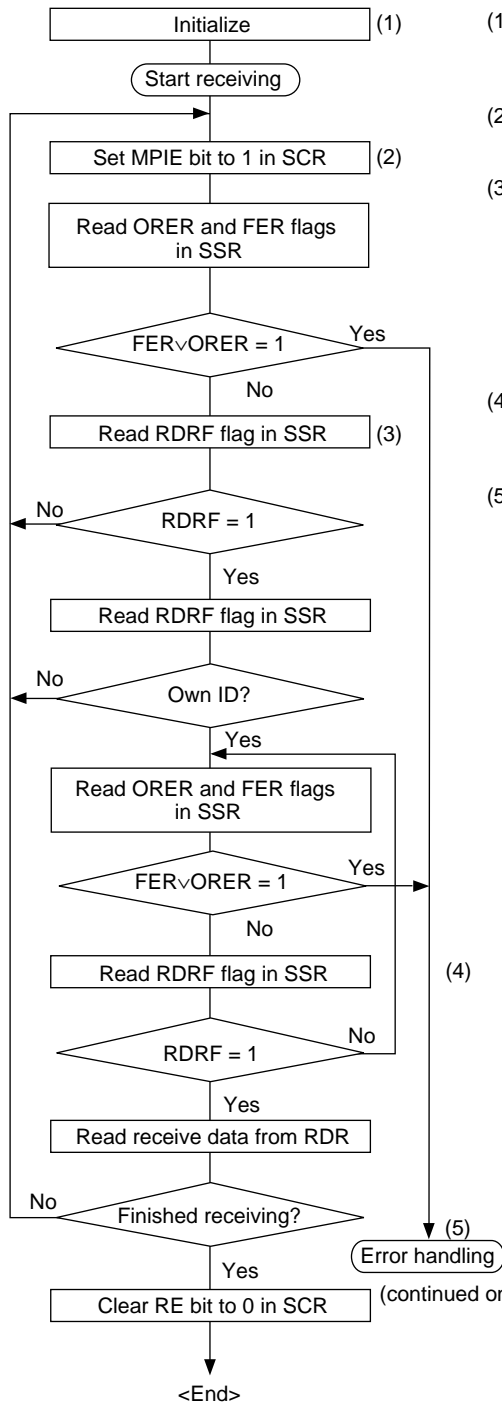 Initialize (1) (1
Start receiving
(2
Set MPIE bit to 1 in SCR (2)
(3
Read ORER and FER flags
in SSR
FER∨ORER = 1 Yes
No
(4
Read RDRF flag in SSR (3)
(5
No
RDRF = 1
Yes
Read RDRF flag in SSR
No
Own ID?
Yes
Read ORER and FER flags
in SSR
FER∨ORER = 1 Yes
No
Read RDRF flag in SSR (4)
No
RDRF = 1
Yes
Read receive data from RDR
No
Finished receiving?
(5)
Error handling
Yes
Clear RE bit to 0 in SCR
(continued or
<End>